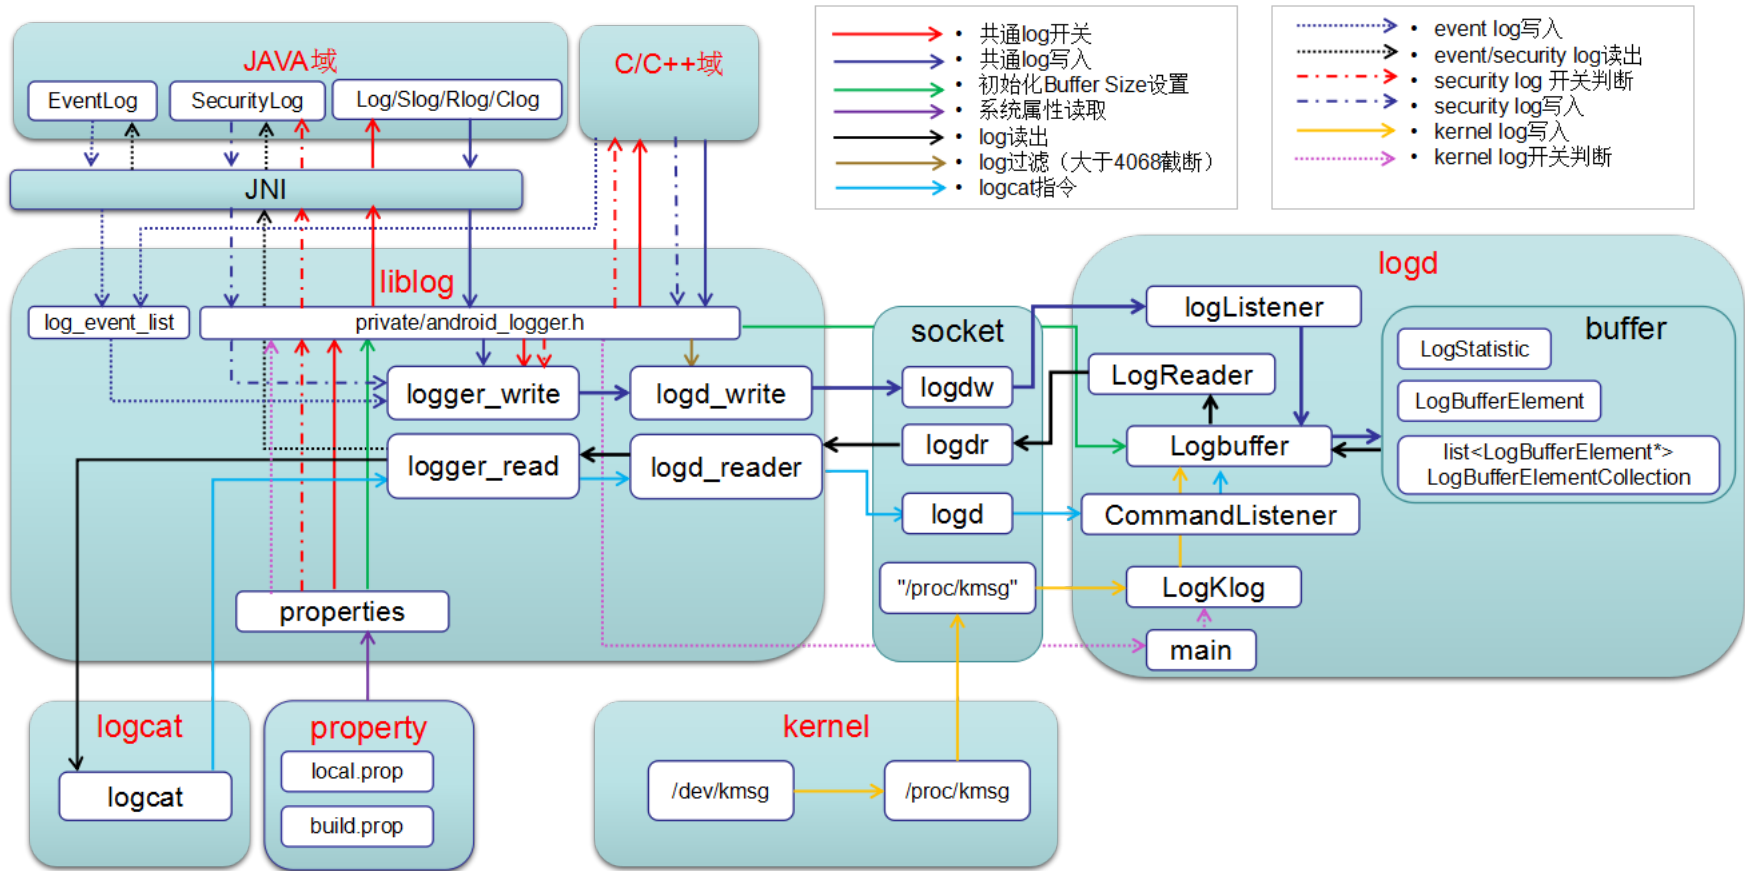 JAVA域
EventLog
SecurityLog
Log/Slog/Rlog/Clog
C/C++域
• 共通log开关
• 共通log写入
• 初始化Buffer Size设置
• 系统属性读取
• log读出
• log过滤（大于4068截断）
• logcat指令
• event log写入
• event/security log读出
• security log 开关判断
• security log写入
• kernel log写入
• kernel log开关判断
JNI
liblog
log_event_list
private/android_logger.h
logger_write
logd_write
logger_read
logd_reader
properties
socket
logdw
logdr
logd
"/proc/kmsg"
logd
logListener
LogReader
Logbuffer
CommandListener
LogKlog
main
buffer
LogStatistic
LogBufferElement
list<LogBufferElement*>
LogBufferElementCollection
logcat
logcat
property
local.prop
build.prop
kernel
/dev/kmsg
/proc/kmsg